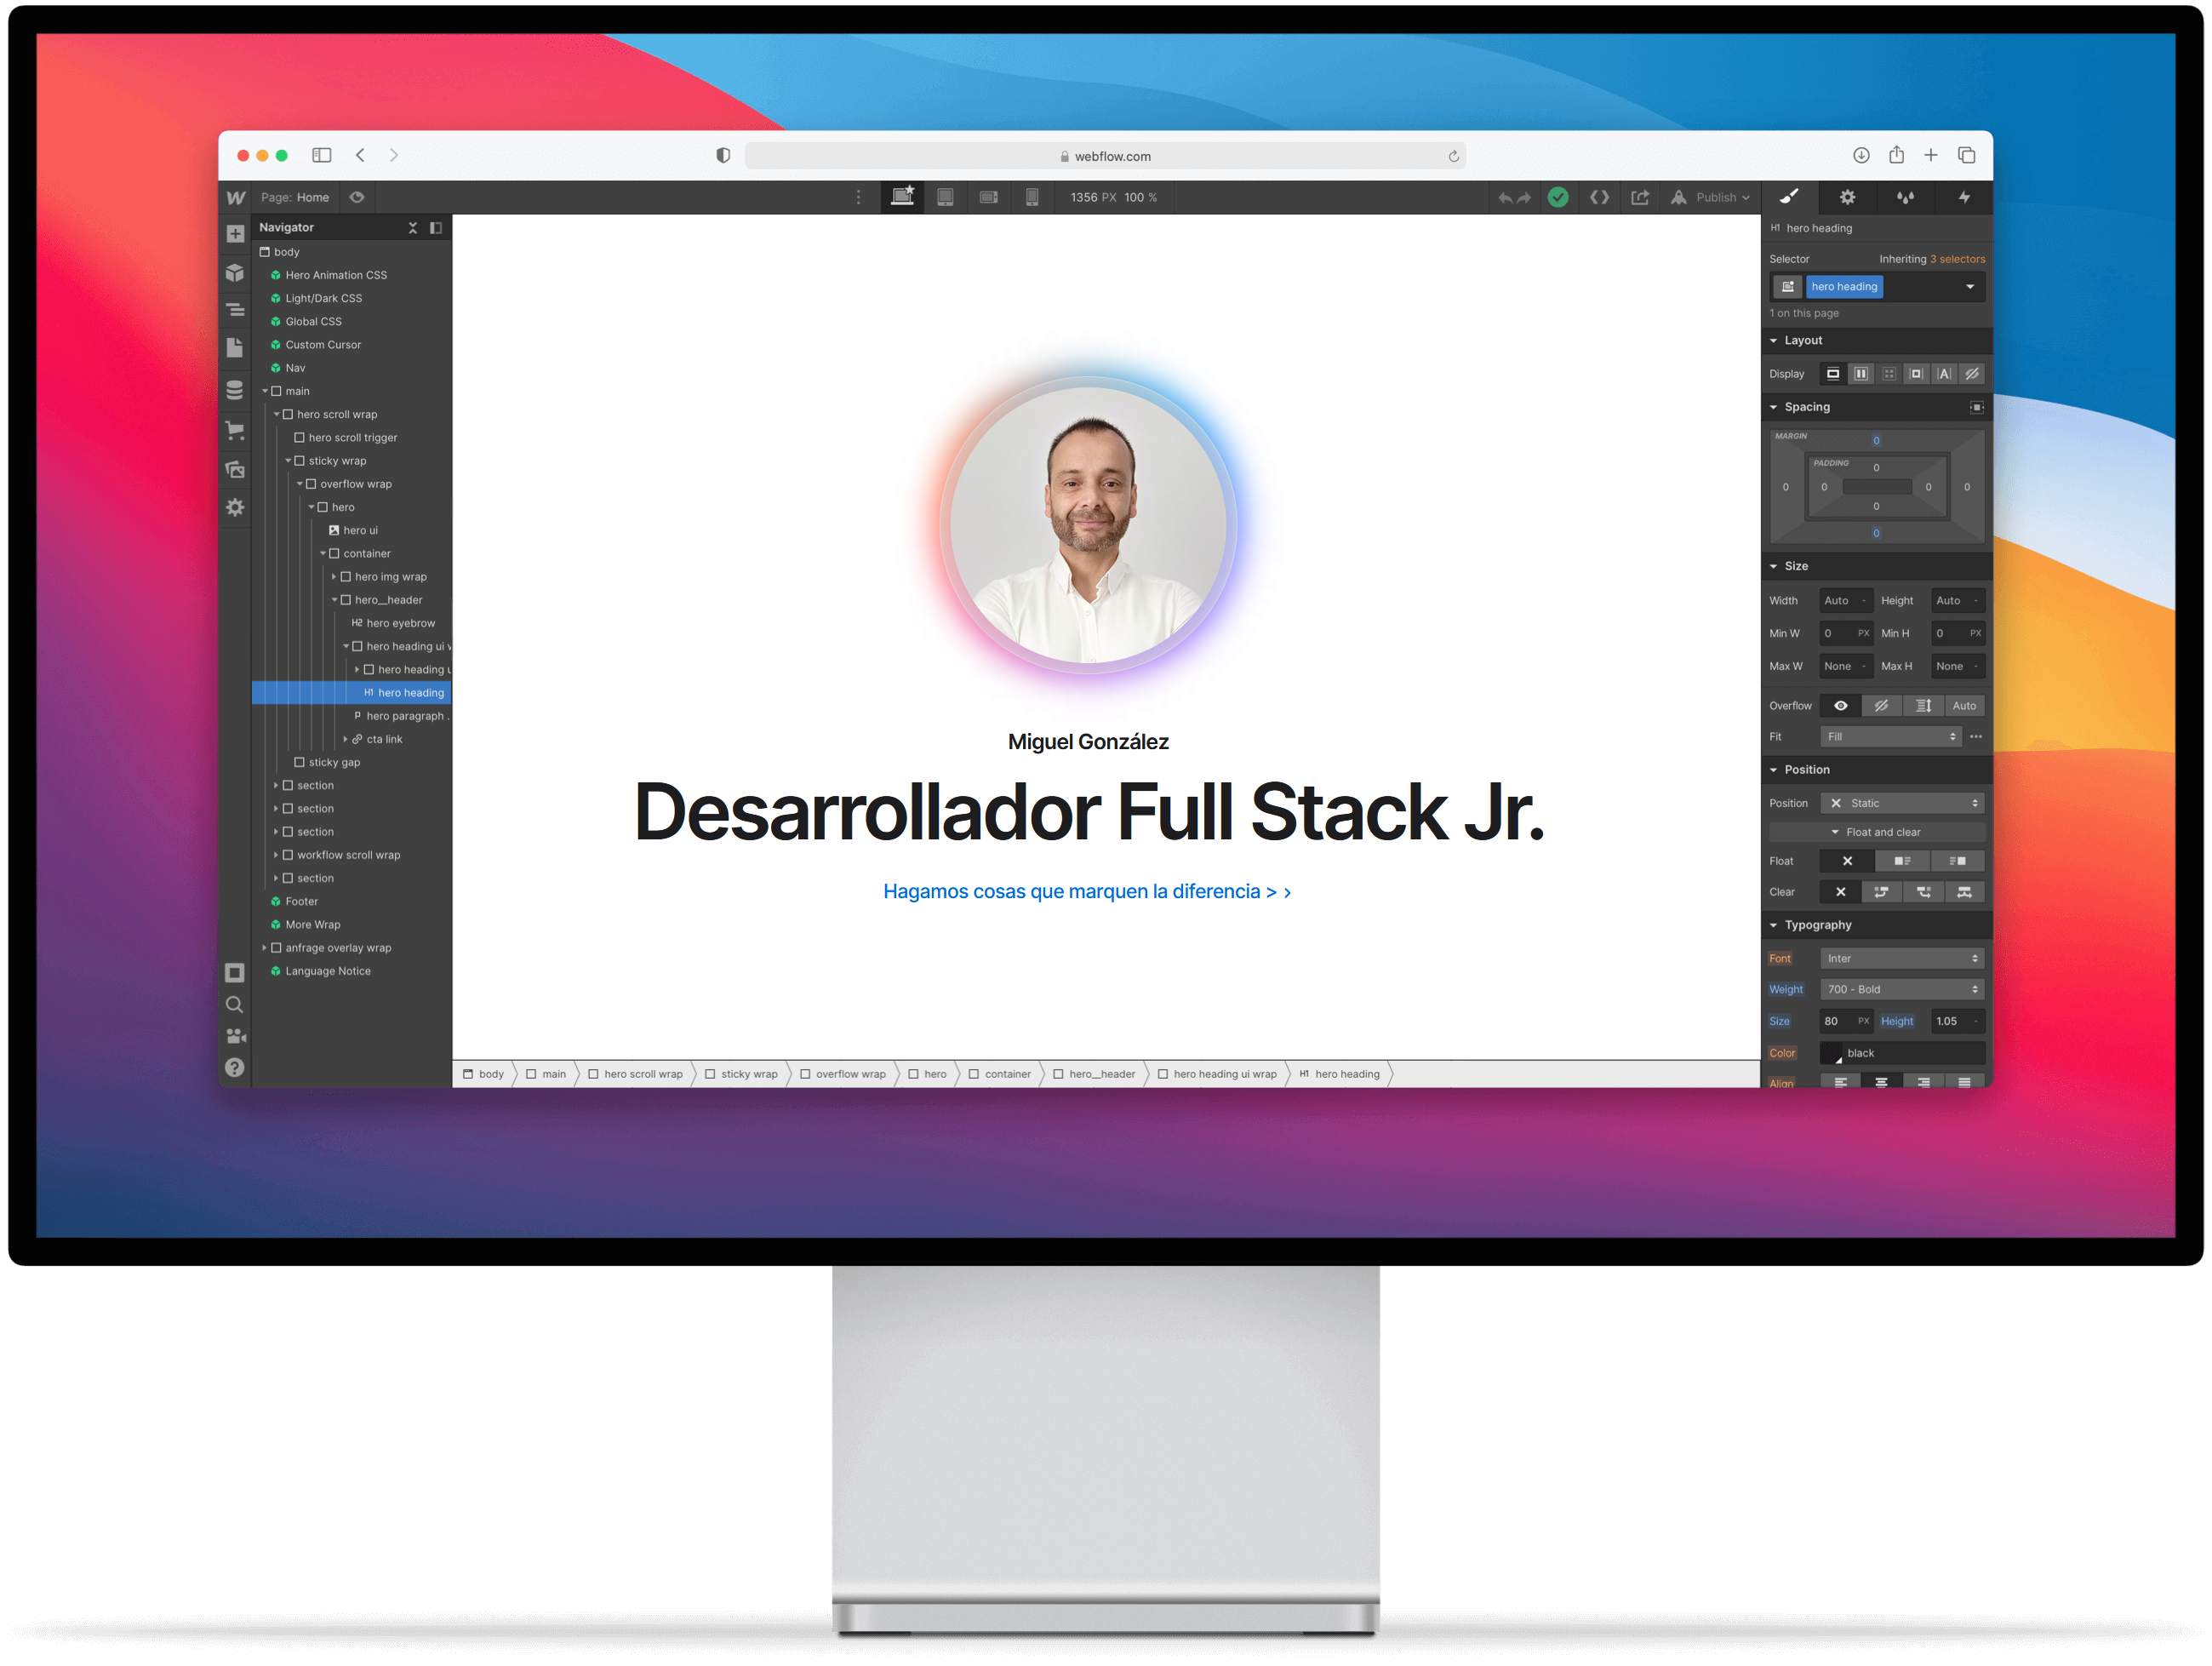 webflow.com
Page: Home
1356 PX 100 %
Publish
Navigator
body
Hero Animation CSS
Light/Dark CSS
Global CSS
Custom Cursor
Nav
main
hero scroll wrap
hero scroll trigger
sticky wrap
overflow wrap
hero
hero ui
container
hero img wrap
hero__header
H2 hero eyebrow
hero heading ui
hero heading
H1 hero heading
P hero paragraph .
cta link
sticky gap
section
section
section
workflow scroll wrap
section
Footer
More Wrap
anfrage overlay wrap
Language Notice
Miguel González
Desarrollador Full Stack Jr.
Hagamos cosas que marquen la diferencia > ›
body main hero scroll wrap sticky wrap overflow wrap hero container hero__header hero heading ui wrap H1 hero heading
H1 hero heading
Selector Inheriting 3 selectors
hero heading
1 on this page
Layout
Display
Spacing
MARGIN
0
PADDING
0
0 0 0 0
0
0
Size
Width Auto - Height Auto -
Min W 0 PX Min H 0 PX
Max W None - Max H None -
Overflow Auto
Fit Fill
Position
Position Static
Float and clear
Float
Clear
Typography
Font Inter
Weight 700 - Bold
Size 80 PX Height 1.05 -
Color black
Align